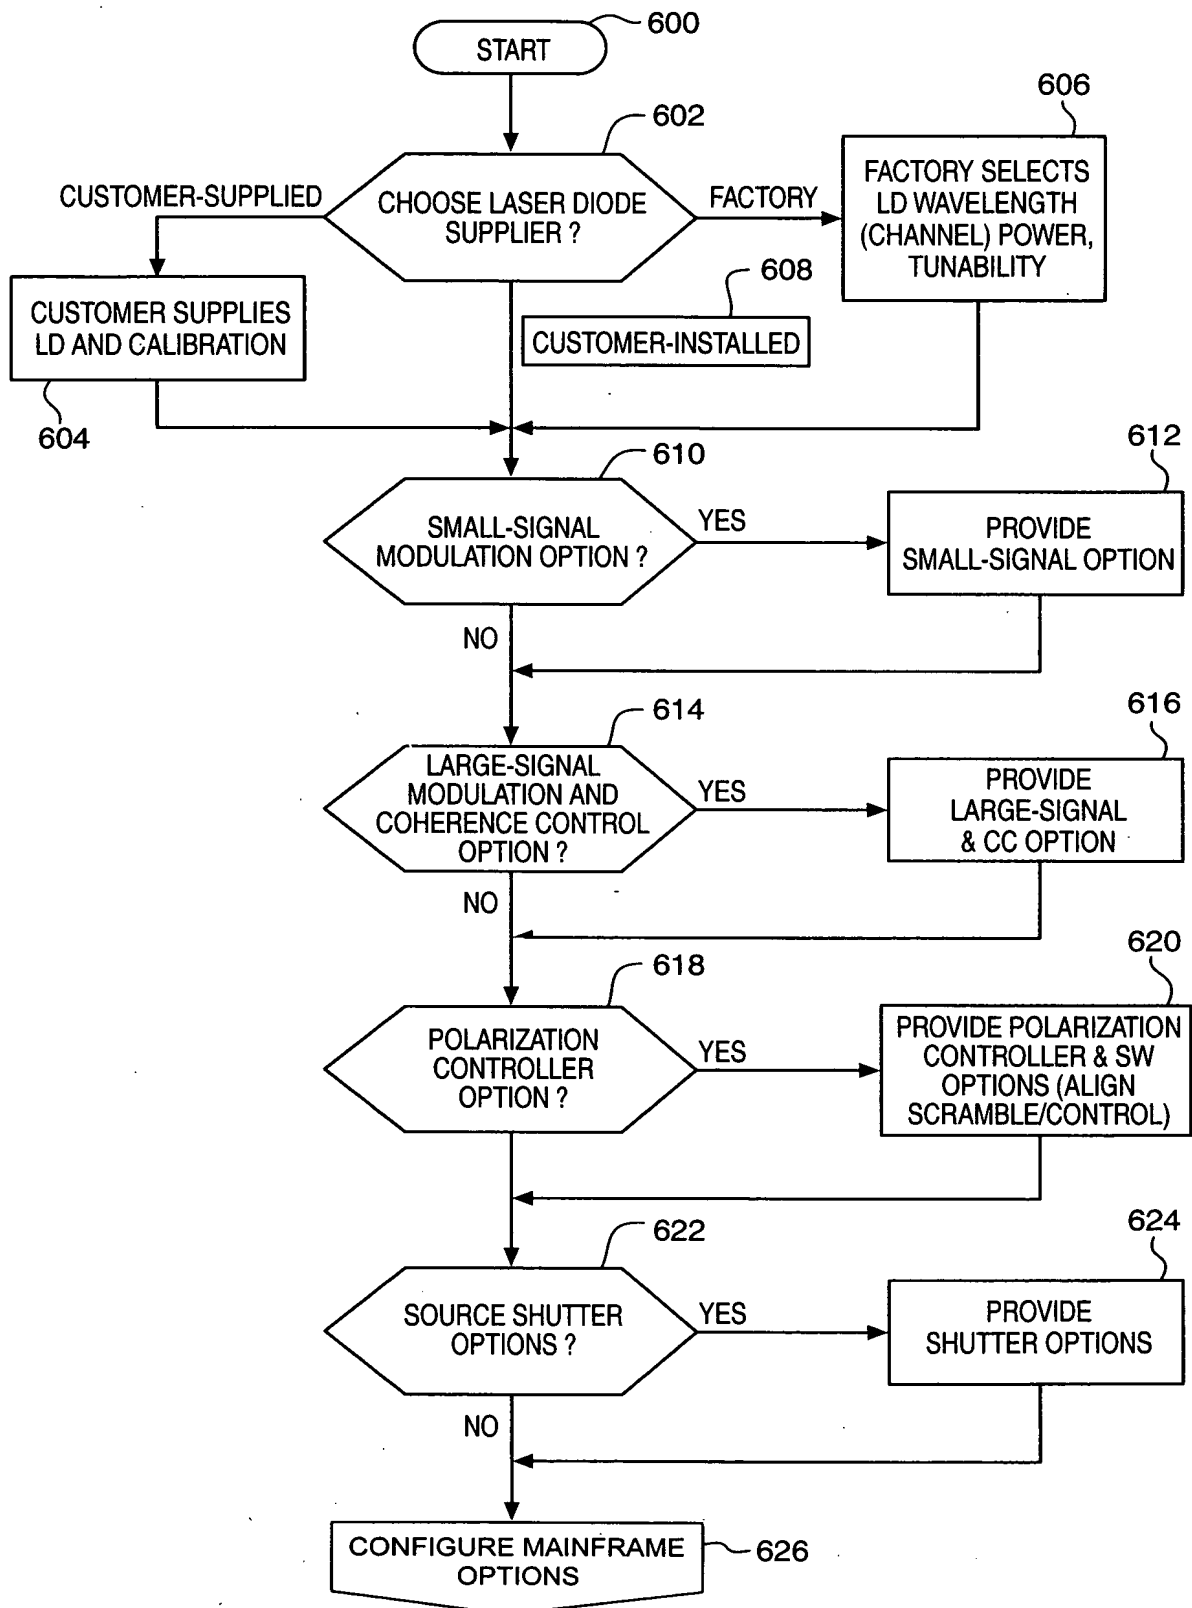 600
START
602
606
CUSTOMER-SUPPLIED
CHOOSE LASER DIODE
SUPPLIER ?
FACTORY
FACTORY SELECTS
LD WAVELENGTH
(CHANNEL) POWER,
TUNABILITY
608
CUSTOMER SUPPLIES
LD AND CALIBRATION
CUSTOMER-INSTALLED
604
610
612
SMALL-SIGNAL
MODULATION OPTION ?
YES
PROVIDE
SMALL-SIGNAL OPTION
NO
614
616
LARGE-SIGNAL
MODULATION AND
COHERENCE CONTROL
OPTION ?
YES
PROVIDE
LARGE-SIGNAL
& CC OPTION
NO
618
620
POLARIZATION
CONTROLLER
OPTION ?
YES
PROVIDE POLARIZATION
CONTROLLER & SW
OPTIONS (ALIGN
SCRAMBLE/CONTROL)
622
624
SOURCE SHUTTER
OPTIONS ?
YES
PROVIDE
SHUTTER OPTIONS
NO
CONFIGURE MAINFRAME
OPTIONS
626